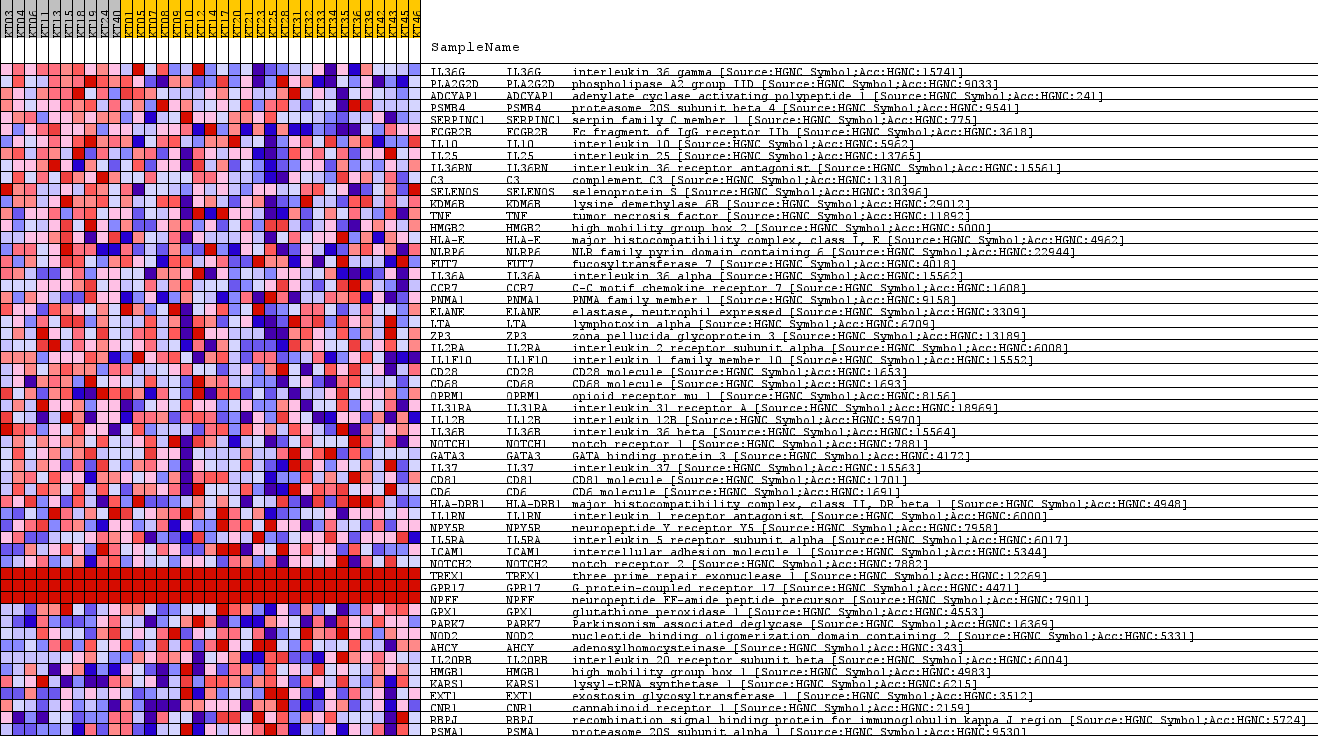 KT03 KT04 KT06 KT11 KT13 KT15 KT18 KT19 KT24 KT40 KT01 KT05 KT07 KT08 KT09 KT10 KT12 KT14 KT17 KT20 KT21 KT23 KT25 KT28 KT31 KT32 KT33 KT34 KT35 KT36 KT39 KT42 KT43 KT45 KT46
SampleName
IL36G IL36G interleukin 36 gamma [Source:HGNC Symbol;Acc:HGNC:15741]
PLA2G2D PLA2G2D phospholipase A2 group IID [Source:HGNC Symbol;Acc:HGNC:9033]
ADCYAP1 ADCYAP1 adenylate cyclase activating polypeptide 1 [Source:HGNC Symbol;Acc:HGNC:241]
PSMB4 PSMB4 proteasome 20S subunit beta 4 [Source:HGNC Symbol;Acc:HGNC:9541]
SERPINC1 SERPINC1 serpin family C member 1 [Source:HGNC Symbol;Acc:HGNC:775]
FCGR2B FCGR2B Fc fragment of IgG receptor IIb [Source:HGNC Symbol;Acc:HGNC:3618]
IL10 IL10 interleukin 10 [Source:HGNC Symbol;Acc:HGNC:5962]
IL25 IL25 interleukin 25 [Source:HGNC Symbol;Acc:HGNC:13765]
IL36RN IL36RN interleukin 36 receptor antagonist [Source:HGNC Symbol;Acc:HGNC:15561]
C3 C3 complement C3 [Source:HGNC Symbol;Acc:HGNC:1318]
SELENOS SELENOS selenoprotein S [Source:HGNC Symbol;Acc:HGNC:30396]
KDM6B KDM6B lysine demethylase 6B [Source:HGNC Symbol;Acc:HGNC:29012]
TNF TNF tumor necrosis factor [Source:HGNC Symbol;Acc:HGNC:11892]
HMGB2 HMGB2 high mobility group box 2 [Source:HGNC Symbol;Acc:HGNC:5000]
HLA-E HLA-E major histocompatibility complex, class I, E [Source:HGNC Symbol;Acc:HGNC:4962]
NLRP6 NLRP6 NLR family pyrin domain containing 6 [Source:HGNC Symbol;Acc:HGNC:22944]
FUT7 FUT7 fucosyltransferase 7 [Source:HGNC Symbol;Acc:HGNC:4018]
IL36A IL36A interleukin 36 alpha [Source:HGNC Symbol;Acc:HGNC:15562]
CCR7 CCR7 C-C motif chemokine receptor 7 [Source:HGNC Symbol;Acc:HGNC:1608]
PNMA1 PNMA1 PNMA family member 1 [Source:HGNC Symbol;Acc:HGNC:9158]
ELANE ELANE elastase, neutrophil expressed [Source:HGNC Symbol;Acc:HGNC:3309]
LTA LTA lymphotoxin alpha [Source:HGNC Symbol;Acc:HGNC:6709]
ZP3 ZP3 zona pellucida glycoprotein 3 [Source:HGNC Symbol;Acc:HGNC:13189]
IL2RA IL2RA interleukin 2 receptor subunit alpha [Source:HGNC Symbol;Acc:HGNC:6008]
IL1F10 IL1F10 interleukin 1 family member 10 [Source:HGNC Symbol;Acc:HGNC:15552]
CD28 CD28 CD28 molecule [Source:HGNC Symbol;Acc:HGNC:1653]
CD68 CD68 CD68 molecule [Source:HGNC Symbol;Acc:HGNC:1693]
OPRM1 OPRM1 opioid receptor mu 1 [Source:HGNC Symbol;Acc:HGNC:8156]
IL31RA IL31RA interleukin 31 receptor A [Source:HGNC Symbol;Acc:HGNC:18969]
IL12B IL12B interleukin 12B [Source:HGNC Symbol;Acc:HGNC:5970]
IL36B IL36B interleukin 36 beta [Source:HGNC Symbol;Acc:HGNC:15564]
NOTCH1 NOTCH1 notch receptor 1 [Source:HGNC Symbol;Acc:HGNC:7881]
GATA3 GATA3 GATA binding protein 3 [Source:HGNC Symbol;Acc:HGNC:4172]
IL37 IL37 interleukin 37 [Source:HGNC Symbol;Acc:HGNC:15563]
CD81 CD81 CD81 molecule [Source:HGNC Symbol;Acc:HGNC:1701]
CD6 CD6 CD6 molecule [Source:HGNC Symbol;Acc:HGNC:1691]
HLA-DRB1 HLA-DRB1 major histocompatibility complex, class II, DR beta 1 [Source:HGNC Symbol;Acc:HGNC:4948]
IL1RN IL1RN interleukin 1 receptor antagonist [Source:HGNC Symbol;Acc:HGNC:6000]
NPY5R NPY5R neuropeptide Y receptor Y5 [Source:HGNC Symbol;Acc:HGNC:7958]
IL5RA IL5RA interleukin 5 receptor subunit alpha [Source:HGNC Symbol;Acc:HGNC:6017]
ICAM1 ICAM1 intercellular adhesion molecule 1 [Source:HGNC Symbol;Acc:HGNC:5344]
NOTCH2 NOTCH2 notch receptor 2 [Source:HGNC Symbol;Acc:HGNC:7882]
TREX1 TREX1 three prime repair exonuclease 1 [Source:HGNC Symbol;Acc:HGNC:12269]
GPR17 GPR17 G protein-coupled receptor 17 [Source:HGNC Symbol;Acc:HGNC:4471]
NPFF NPFF neuropeptide FF-amide peptide precursor [Source:HGNC Symbol;Acc:HGNC:7901]
GPX1 GPX1 glutathione peroxidase 1 [Source:HGNC Symbol;Acc:HGNC:4553]
PARK7 PARK7 Parkinsonism associated deglycase [Source:HGNC Symbol;Acc:HGNC:16369]
NOD2 NOD2 nucleotide binding oligomerization domain containing 2 [Source:HGNC Symbol;Acc:HGNC:5331]
AHCY AHCY adenosylhomocysteinase [Source:HGNC Symbol;Acc:HGNC:343]
IL20RB IL20RB interleukin 20 receptor subunit beta [Source:HGNC Symbol;Acc:HGNC:6004]
HMGB1 HMGB1 high mobility group box 1 [Source:HGNC Symbol;Acc:HGNC:4983]
KARS1 KARS1 lysyl-tRNA synthetase 1 [Source:HGNC Symbol;Acc:HGNC:6215]
EXT1 EXT1 exostosin glycosyltransferase 1 [Source:HGNC Symbol;Acc:HGNC:3512]
CNR1 CNR1 cannabinoid receptor 1 [Source:HGNC Symbol;Acc:HGNC:2159]
RBPJ RBPJ recombination signal binding protein for immunoglobulin kappa J region [Source:HGNC Symbol;Acc:HGNC:5724]
PSMA1 PSMA1 proteasome 20S subunit alpha 1 [Source:HGNC Symbol;Acc:HGNC:9530]